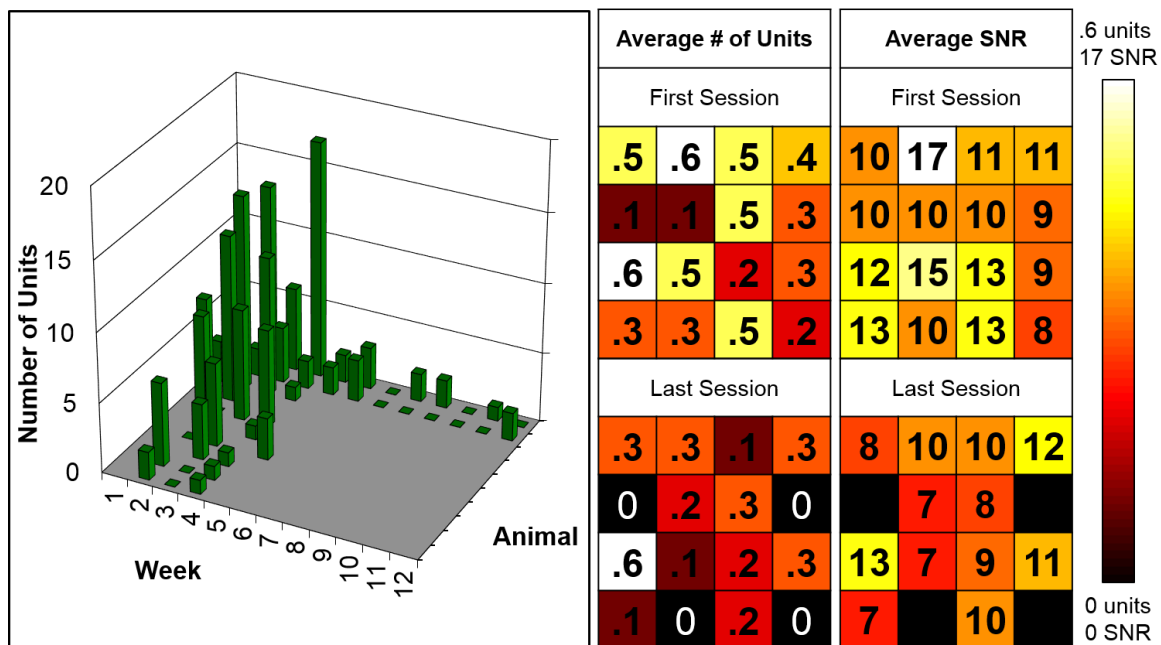 20
15
10
5
0
Number of Units
1
2
3
4
5
6
7
8
9
10
11
12
Week
Animal
Average # of Units
First Session
.5 .6 .5 .4
.1 .1 .5 .3
.6 .5 .2 .3
.3 .3 .5 .2
Last Session
.3 .3 .1 .3
0 .2 .3 0
.6 .1 .2 .3
.1 0 .2 0
Average SNR
First Session
10 17 11 11
10 10 10 9
12 15 13 9
13 10 13 8
Last Session
8 10 10 12
7 8
13 7 9 11
7 10
.6 units
17 SNR
0 units
0 SNR